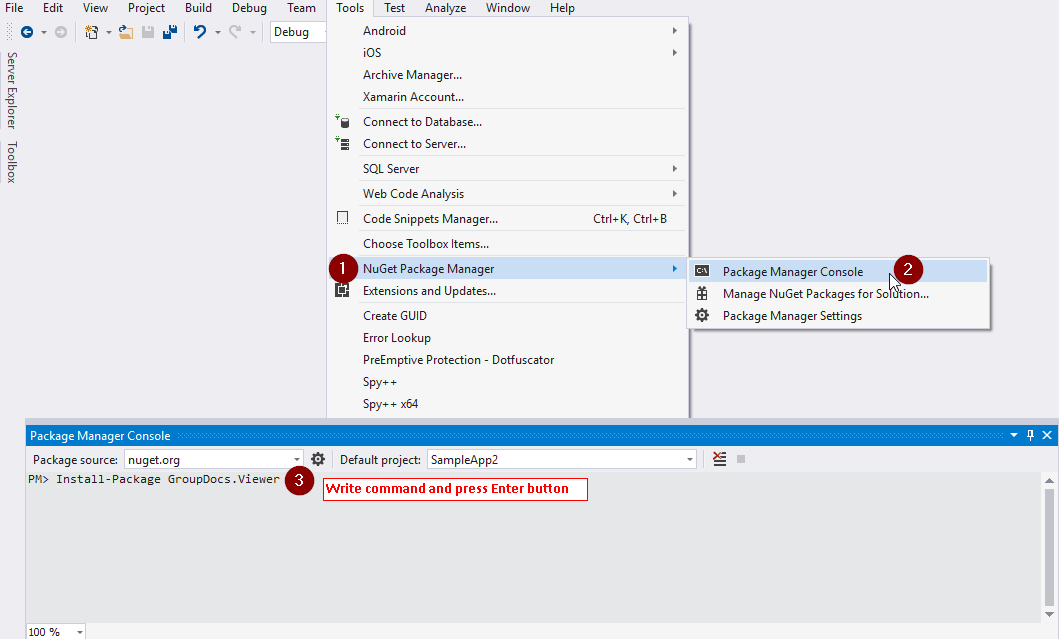 File Edit View Project Build Debug Team Tools Test Analyze Window Help
Debug
Server Explorer
Toolbox
Android
iOS
Archive Manager...
Xamarin Account...
Connect to Database...
Connect to Server...
SQL Server
Web Code Analysis
Code Snippets Manager... Ctrl+K, Ctrl+B
Choose Toolbox Items...
1 NuGet Package Manager
Extensions and Updates...
Create GUID
Error Lookup
PreEmptive Protection - Dotfuscator
Spy++
Spy++ x64
C:\ Package Manager Console 2
Manage NuGet Packages for Solution...
Package Manager Settings
Package Manager Console
Package source: nuget.org Default project: SampleApp2
PM> Install-Package GroupDocs.Viewer 3 Write command and press Enter button
100 %